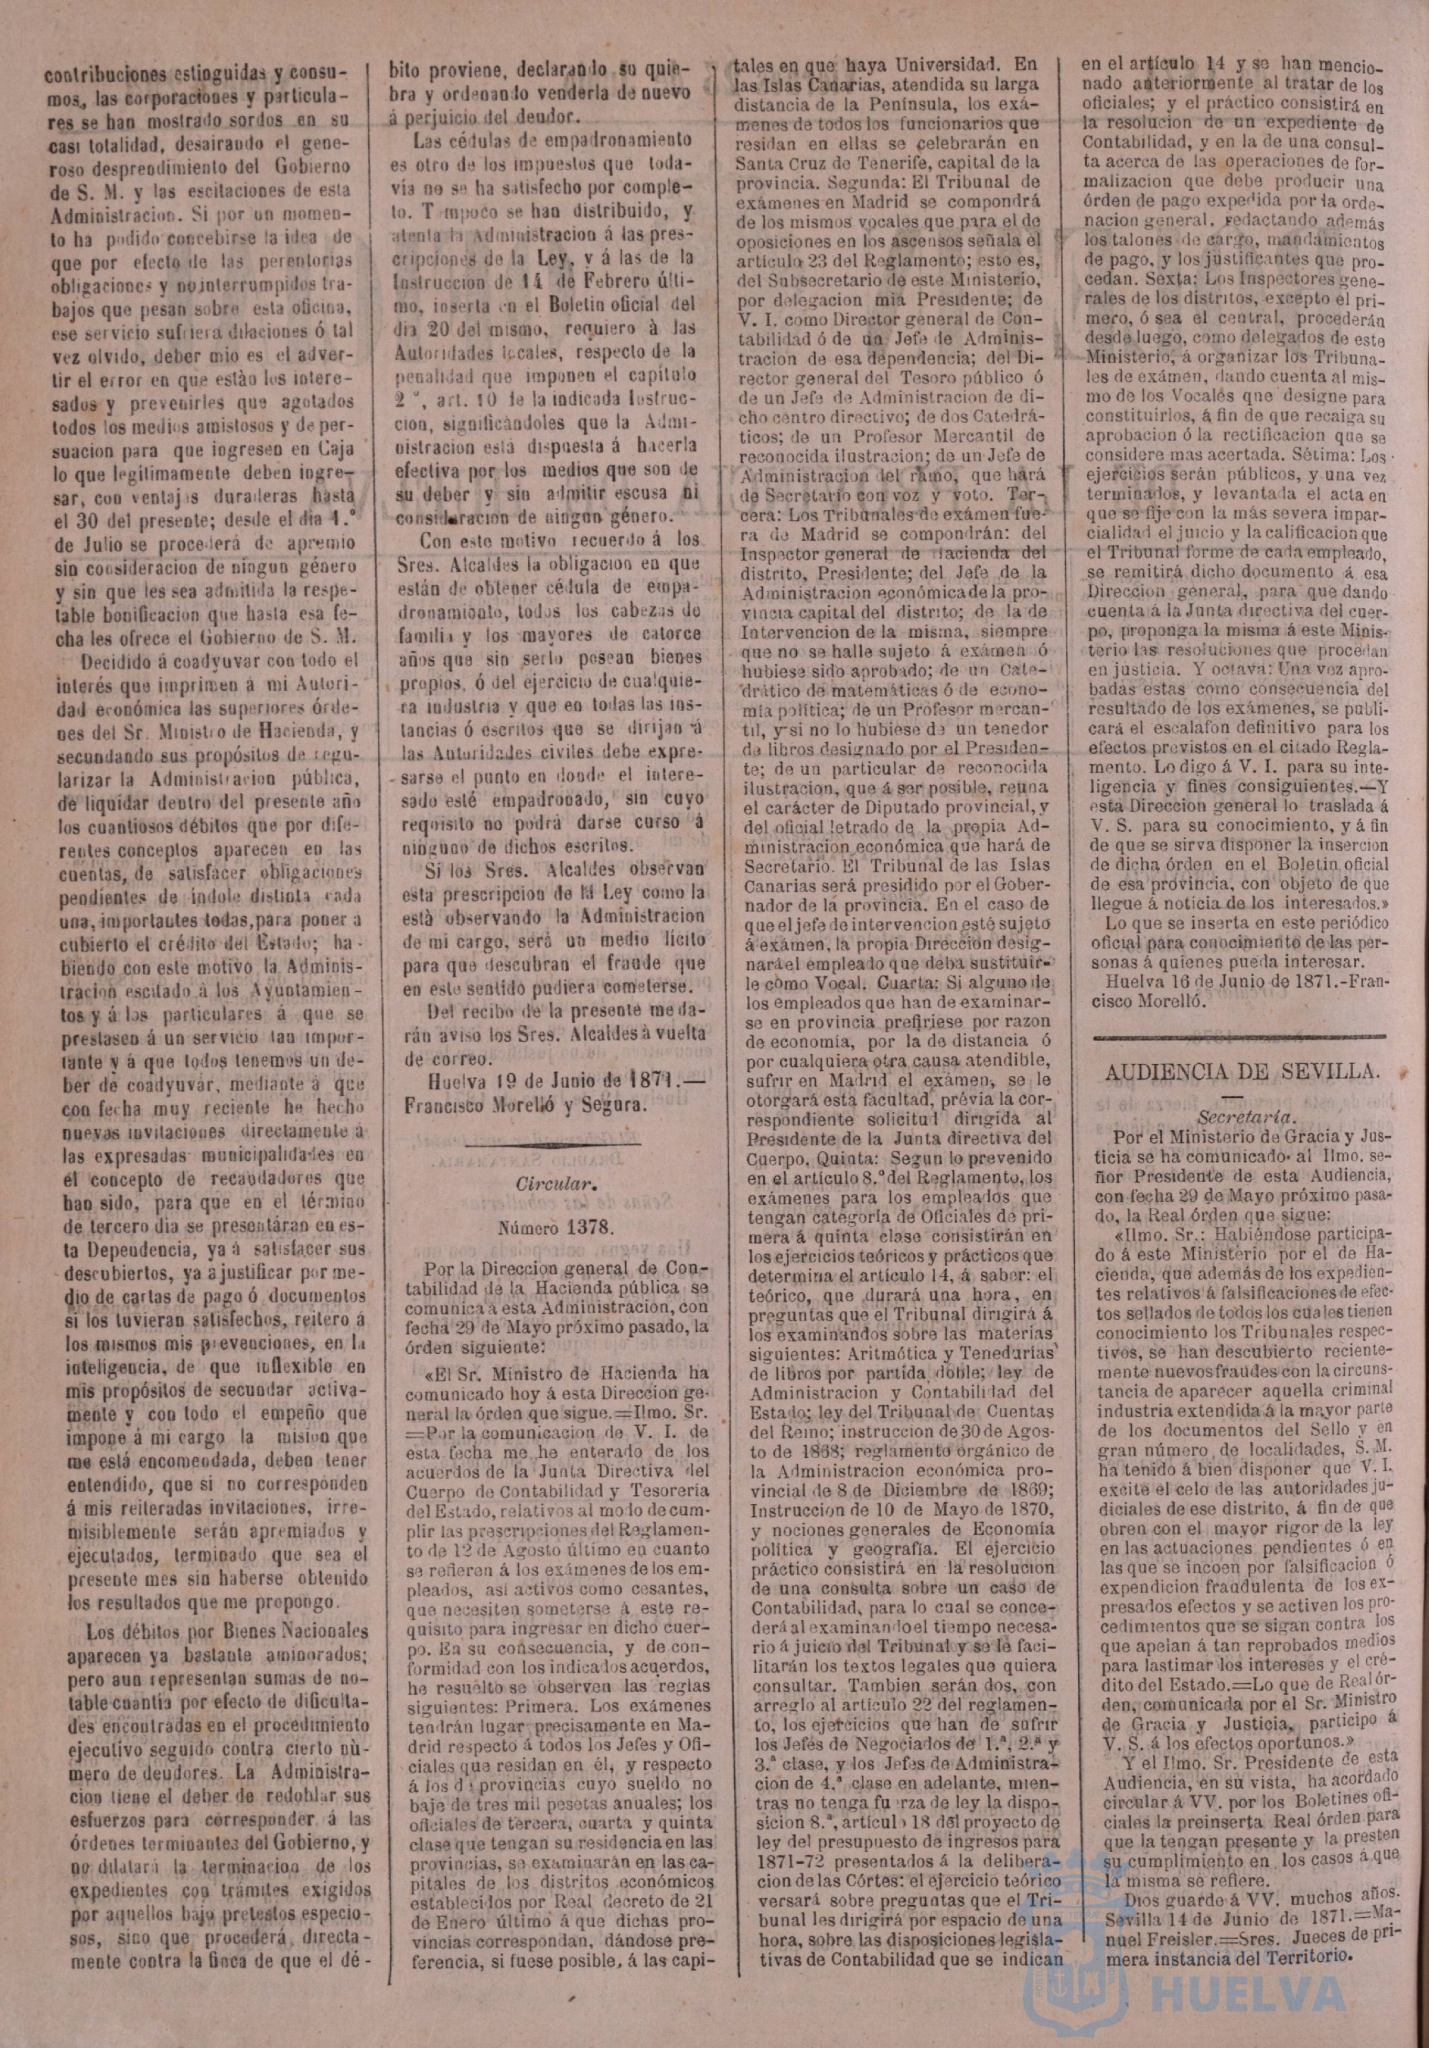 contribuciones estinguidas y consu-
mos, las corporaciones y particula-
res se han mostrado sordos en su
casi totalidad, desairando el gene-
roso desprendimiento del Gobierno
de S. M. y las escitaciones de esta
Administracion. Si por un momen-
to ha podido concebirse la idea de
que por efecto de las perentorias
obligaciones y no interrumpidos tra-
bajos que pesan sobre esta oficina,
ese servicio sufriera dilaciones ó tal
vez olvido, deber mio es el adver-
tir el error en que estàn los intere-
sados y prevenirles que agotados
todos los medios amistosos y de per-
suacion para que ingresen en Caja
lo que legitimamente deben ingre-
sar, con ventajas duraderas hasta
el 30 del presente; desde el dia 1.º
de Julio se procederá de apremio
sin consideracion de ningun género
y sin que les sea admitida la respe-
table bonificacion que hasta esa fe-
cha les ofrece el Gobierno de S. M.
Decidido á coadyuvar con todo el
interés que imprimen á mi Autori-
dad económica las superiores órde-
nes del Sr. Ministro de Hacienda, y
secundando sus propósitos de regu-
larizar la Administracion pública,
de liquidar dentro del presente año
los cuantiosos débitos que por dife-
rentes conceptos aparecen en las
cuentas, de satisfacer obligaciones
pendientes de índole distinta cada
una, importantes todas, para poner á
cubierto el crédito del Estado; ha-
biendo con este motivo la Adminis-
tracion escitado á los Ayuntamien-
tos y á los particulares á que se
prestasen á un servicio tan impor-
tante y á que todos tenemos un de-
ber de coadyuvar, mediante á que
con fecha muy reciente he hecho
nuevas invitaciones directamente á
las expresadas municipalidades en
el concepto de recaudadores que
han sido, para que en el término
de tercero dia se presentáran en es-
ta Dependencia, ya á satisfacer sus
descubiertos, ya ajustificar por me-
dio de cartas de pago ó documentos
si los tuvieran satisfechos, reitero á
los mismos mis prevenciones, en la
inteligencia, de que inflexible en
mis propósitos de secundar activa-
mente y con todo el empeño que
impone á mi cargo la mision que
me está encomendada, deben tener
entendido, que si no corresponden
á mis reiteradas invitaciones, irre-
misiblemente serán apremiados y
ejecutados, terminado que sea el
presente mes sin haberse obtenido
los resultados que me propongo.
Los débitos por Bienes Nacionales
aparecen ya bastante aminorados;
pero aun representan sumas de no-
table cuantia por efecto de dificulta-
des encontradas en el procedimiento
ejecutivo seguido contra cierto nù-
mero de deudores. La Administra-
cion tiene el deber de redoblar sus
esfuerzos para corresponder á las
órdenes terminantes del Gobierno, y
no dilatará la terminacion de los
expedientes con tràmites exigidos
por aquellos bajo pretestos especio-
sos, sino que procederá directa-
mente contra la finca de que el dé-
bito proviene, declarando su quie-
bra y ordenando venderla de nuevo
á perjuicio del deudor.
Las cédulas de empadronamiento
es otro de los impuestos que toda-
via no se ha satisfecho por comple-
to. T mpoco se han distribuido, y
atenta la Administracion á las pres-
cripciones de la Ley, y á las de la
Instruccion de 14 de Febrero últi-
mo, inserta en el Boletin oficial del
dia 20 del mismo, requiero à las
Autoridades locales, respecto de la
penalidad que imponen el capítulo
2º, art. 10 de la indicada Instruc-
cion, significàndoles que la Admi-
nistracion está dispuesta á hacerla
efectiva por los medios que son de
su deber y sin admitir escusa ni
consideracion de ningun género.
Con este motivo recuerdo á los
Sres. Alcaldes la obligacion en que
están de obtener cédula de empa-
dronamiento, todos los cabezas de
familia y los mayores de catorce
años que sin serlo posean bienes
propios, ó del ejercicio de cualquie-
ra industria y que en todas las ins-
tancias ó escritos que se dirijan á
las Autoridades civiles debe expre-
sarse el punto en donde el intere-
sado esté empadronado, sin cuyo
requisito no podrá darse curso á
ninguno de dichos escritos.
Si los Sres. Alcaldes observan
esta prescripcion de la Ley como la
està observando la Administracion
de mi cargo, será un medio lícito
para que descubran el fraude que
en este sentido pudiera cometerse.
Del recibo de la presente me da-
rán aviso los Sres. Alcaldes à vuelta
de correo.
Huelva 19 de Junio de 1871.—
Francisco Morelló y Segura.
Circular.
Número 1378.
Por la Direccion general de Con-
tabilidad de la Hacienda pública se
comunica á esta Administracion, con
fecha 29 de Mayo próximo pasado, la
órden siguiente:
«El Sr. Ministro de Hacienda ha
comunicado hoy á esta Direccion ge-
neral la órden que sigue.=Ilmo. Sr.
=Por la comunicacion de V. I. de
esta fecha me he enterado de los
acuerdos de la Junta Directiva del
Cuerpo de Contabilidad y Tesorería
del Estado, relativos al modo de cum-
plir las prescripciones del Reglamen-
to de 12 de Agosto último en cuanto
se refieren á los exámenes de los em-
pleados, asi activos como cesantes,
que necesiten someterse á este re-
quisito para ingresar en dicho cuer-
po. En su consecuencia, y de con-
formidad con los indicados acuerdos,
he resuelto se observen las reglas
siguientes: Primera. Los exámenes
tendrán lugar precisamente en Ma-
drid respecto á todos los Jefes y Ofi-
ciales que residan en él, y respecto
á los de provincias cuyo sueldo no
baje de tres mil pesetas anuales; los
oficiales de tercera, cuarta y quinta
clase que tengan su residencia en las
provincias, se examinarán en las ca-
pitales de los distritos económicos
establecidos por Real decreto de 21
de Enero último á que dichas pro-
vincias correspondan, dándose pre-
ferencia, si fuese posible, á las capi-
tales en que haya Universidad. En
las Islas Canarias, atendida su larga
distancia de la Península, los exá-
menes de todos los funcionarios que
residan en ellas se celebrarán en
Santa Cruz de Tenerife, capital de la
provincia. Segunda: El Tribunal de
exámenes en Madrid se compondrá
de los mismos vocales que para el de
oposiciones en los ascensos señala el
artículo 23 del Reglamento; esto es,
del Subsecretario de este Ministerio,
por delegacion mia Presidente; de
V. I. como Director general de Con-
tabilidad ó de un Jefe de Adminis-
tracion de esa dependencia; del Di-
rector general del Tesoro público ó
de un Jefe de Administracion de di-
cho centro directivo; de dos Catedrá-
ticos; de un Profesor Mercantil de
reconocida ilustracion; de un Jefe de
Administracion del ramo, que hará
de Secretario con voz y voto. Ter-
cera: Los Tribunales de exámen fue-
ra de Madrid se compondrán: del
Inspector general de Hacienda del
distrito, Presidente; del Jefe de la
Administracion económica de la pro-
vincia capital del distrito; de la de
Intervencion de la misma, siempre
que no se halle sujeto á exámen ó
hubiese sido aprobado; de un Cate-
drático de matemáticas ó de econo-
mía política; de un Profesor mercan-
til, y si no lo hubiese de un tenedor
de libros designado por el Presiden-
te; de un particular de reconocida
ilustracion, que á ser posible, reuna
el carácter de Diputado provincial, y
del oficial letrado de la propia Ad-
ministracion económica que hará de
Secretario. El Tribunal de las Islas
Canarias será presidido por el Gober-
nador de la provincia. En el caso de
que el jefe de intervencion esté sujeto
á exámen, la propia Direccion desig-
nará el empleado que deba sustituir-
le como Vocal. Cuarta: Si alguno de
los empleados que han de examinar-
se en provincia prefiriese por razon
de economía, por la de distancia ó
por cualquiera otra causa atendible,
sufrir en Madrid el exámen, se le
otorgará esta facultad, prévia la cor-
respondiente solicitud dirigida al
Presidente de la Junta directiva del
Cuerpo, Quinta: Segun lo prevenido
en el artículo 8.º del Reglamento, los
exámenes para los empleados que
tengan categoría de Oficiales de pri-
mera á quinta clase consistirán en
los ejercicios teóricos y prácticos que
determina el artículo 14, á saber: el
teórico, que durará una hora, en
preguntas que el Tribunal dirigirá á
los examinandos sobre las materias
siguientes: Aritmética y Tenedurías
de libros por partida doble; ley de
Administracion y Contabilidad del
Estado; ley del Tribunal de Cuentas
del Reino; instruccion de 30 de Agos-
to de 1868; reglamento orgánico de
la Administracion económica pro-
vincial de 8 de Diciembre de 1869;
Instruccion de 10 de Mayo de 1870,
y nociones generales de Economía
política y geografía. El ejercicio
práctico consistirá en la resolucion
de una consulta sobre un caso de
Contabilidad, para lo cual se conce-
derá al examinando el tiempo necesa-
rio á juicio del Tribunal y se le faci-
litarán los textos legales que quiera
consultar. Tambien serán dos, con
arreglo al artículo 22 del reglamen-
to, los ejercicios que han de sufrir
los Jefes de Negociados de 1.ª, 2.ª y
3.ª clase, y los Jefes de Administra-
cion de 4.ª clase en adelante, mien-
tras no tenga fuerza de ley la dispo-
sicion 8.ª, artículo 18 del proyecto de
ley del presupuesto de ingresos para
1871-72 presentados á la delibera-
cion de las Córtes: el ejercicio teórico
versará sobre preguntas que el Tri-
bunal les dirigirá por espacio de una
hora, sobre las disposiciones legisla-
tivas de Contabilidad que se indican
en el artículo 14 y se han mencio-
nado anteriormente al tratar de los
oficiales; y el práctico consistirá en
la resolucion de un expediente de
Contabilidad, y en la de una consul-
ta acerca de las operaciones de for-
malizacion que debe producir una
órden de pago expedida por la orde-
nacion general, redactando además
los talones de cargo, mandamientos
de pago, y los justificantes que pro-
cedan. Sexta: Los Inspectores gene-
rales de los distritos, excepto el pri-
mero, ó sea el central, procederán
desde luego, como delegados de este
Ministerio, á organizar los Tribuna-
les de exámen, dando cuenta al mis-
mo de los Vocales que designe para
constituirlos, á fin de que recaiga su
aprobacion ó la rectificacion que se
considere mas acertada. Sétima: Los
ejercicios serán públicos, y una vez
terminados, y levantada el acta en
que se fije con la más severa impar-
cialidad el juicio y la calificacion que
el Tribunal forme de cada empleado,
se remitirá dicho documento á esa
Direccion general, para que dando
cuenta á la Junta directiva del cuer-
po, proponga la misma á este Minis-
terio las resoluciones que procedan
en justicia. Y octava: Una vez apro-
badas estas como consecuencia del
resultado de los exámenes, se publi-
cará el escalafon definitivo para los
efectos previstos en el citado Regla-
mento. Lo digo á V. I. para su inte-
ligencia y fines consiguientes.—Y
esta Direccion general lo traslada á
V. S. para su conocimiento, y á fin
de que se sirva disponer la insercion
de dicha órden en el Boletin oficial
de esa provincia, con objeto de que
llegue á noticia de los interesados.»
Lo que se inserta en este periódico
oficial para conocimiento de las per-
sonas á quienes pueda interesar.
Huelva 16 de Junio de 1871.-Fran-
cisco Morelló.
AUDIENCIA DE SEVILLA.
Secretaría.
Por el Ministerio de Gracia y Jus-
ticia se ha comunicado al Ilmo. se-
ñor Presidente de esta Audiencia,
con fecha 29 de Mayo próximo pasa-
do, la Real órden que sigue:
«Ilmo. Sr.: Habiéndose participa-
do á este Ministerio por el de Ha-
cienda, que además de los expedien-
tes relativos á falsificaciones de efec-
tos sellados de todos los cuales tienen
conocimiento los Tribunales respec-
tivos, se han descubierto reciente-
mente nuevos fraudes con la circuns-
tancia de aparecer aquella criminal
industria extendida á la mayor parte
de los documentos del Sello y en
gran número de localidades, S. M.
ha tenido á bien disponer que V. I.
excite el celo de las autoridades ju-
diciales de ese distrito, á fin de que
obren con el mayor rigor de la ley
en las actuaciones pendientes ó en
las que se incoen por falsificacion ó
expendicion fraudulenta de los ex-
presados efectos y se activen los pro-
cedimientos que se sigan contra los
que apelan á tan reprobados medios
para lastimar los intereses y el cré-
dito del Estado.=Lo que de Real ór-
den, comunicada por el Sr. Ministro
de Gracia y Justicia, participo á
V. S. á los efectos oportunos.»
Y el Ilmo. Sr. Presidente de esta
Audiencia, en su vista, ha acordado
circular á VV. por los Boletines ofi-
ciales la preinserta Real órden para
que la tengan presente y la presten
su cumplimiento en los casos á que
la misma se refiere.
Dios guarde á VV. muchos años.
Sevilla 14 de Junio de 1871.=Ma-
nuel Freisler.=Sres. Jueces de pri-
mera instancia del Territorio.
HUELVA